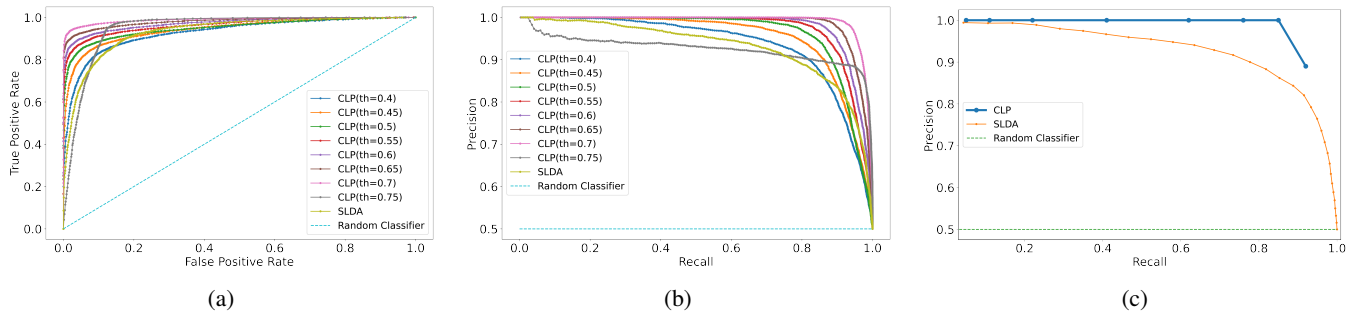 1.0
0.8
0.6
0.4
0.2
0.0
True Positive Rate
0.0 0.2 0.4 0.6 0.8 1.0
False Positive Rate
CLP(th=0.4)
CLP(th=0.45)
CLP(th=0.5)
CLP(th=0.55)
CLP(th=0.6)
CLP(th=0.65)
CLP(th=0.7)
CLP(th=0.75)
SLDA
Random Classifier
(a)
1.0
0.9
0.8
0.7
0.6
0.5
Precision
0.0 0.2 0.4 0.6 0.8 1.0
Recall
CLP(th=0.4)
CLP(th=0.45)
CLP(th=0.5)
CLP(th=0.55)
CLP(th=0.6)
CLP(th=0.65)
CLP(th=0.7)
CLP(th=0.75)
SLDA
Random Classifier
(b)
1.0
0.9
0.8
0.7
0.6
0.5
Precision
0.2 0.4 0.6 0.8 1.0
Recall
CLP
SLDA
Random Classifier
(c)